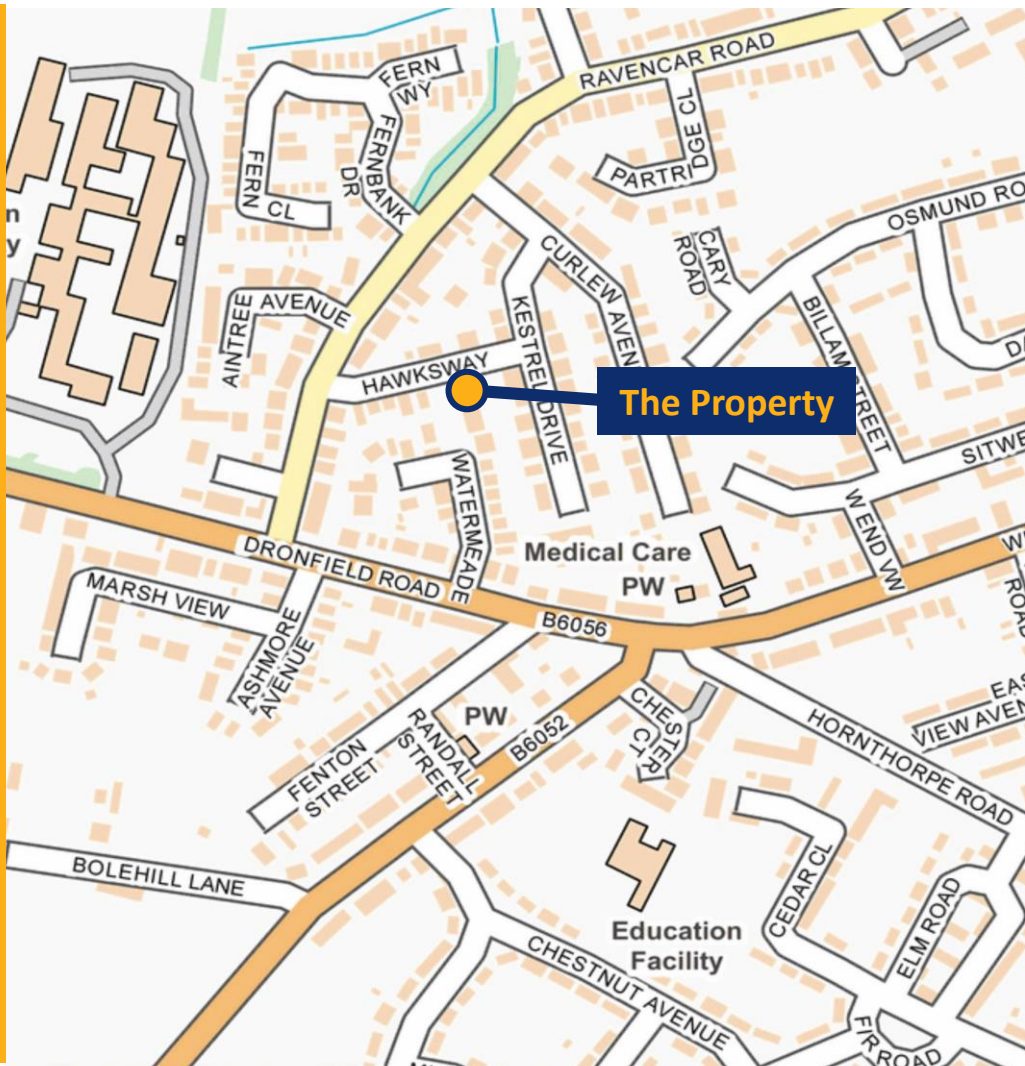 RAVENCAR ROAD
FERN
WY
FERNBANK
DR
FERN
CL
PARTRIDGE CL
OSMUND RO
CARY
ROAD
CURLEW AVEN
KESTREL DRIVE
BILLAM STREET
AINTREE AVENUE
HAWKSWAY
The Property
SITWE
WATERMEADE
W END VW
Medical Care
PW
DRONFIELD ROAD
B6056
MARSH VIEW
ASHMORE
AVENUE
PW
RANDALL
STREET
B6052
CHESTER
CT
FENTON
STREET
HORNTHORPE ROAD
ROAD
EAS
VIEW AVEN
BOLEHILL LANE
CEDAR CL
ELM ROAD
Education
Facility
CHESTNUT AVENUE
FIR ROAD